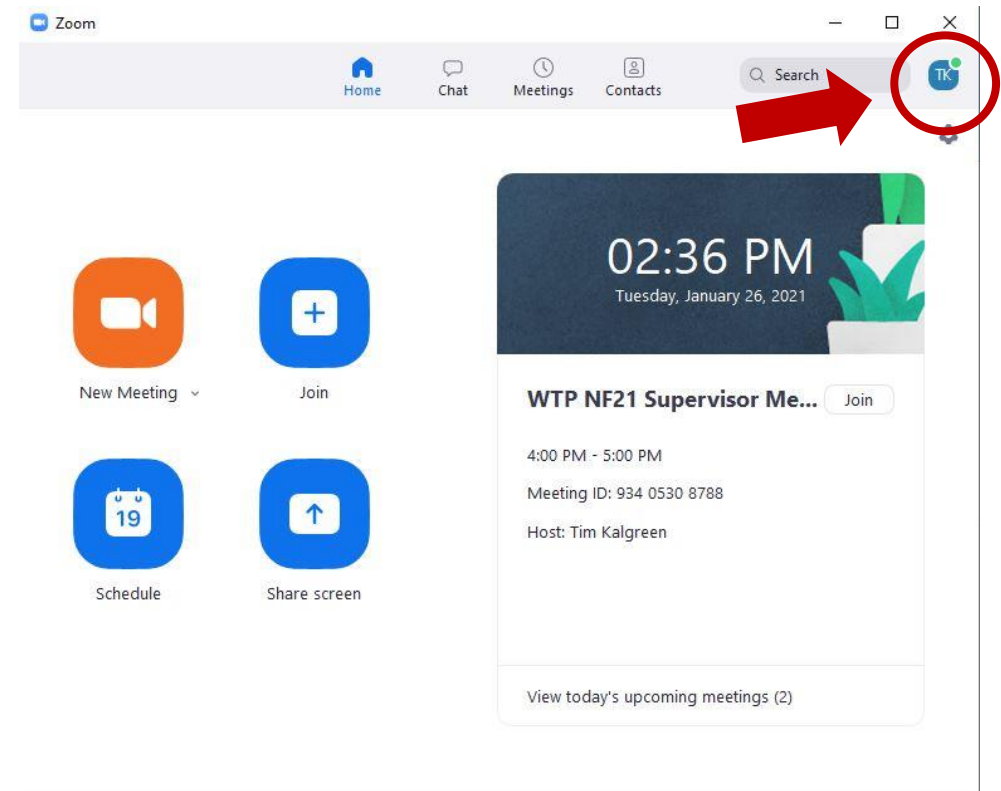 Zoom
Home
Chat
Meetings
Contacts
Search
TK
02:36 PM
Tuesday, January 26, 2021
New Meeting
Join
WTP NF21 Supervisor Me... Join
4:00 PM - 5:00 PM
Meeting ID: 934 0530 8788
Host: Tim Kalgreen
19
Schedule
Share screen
View today's upcoming meetings (2)